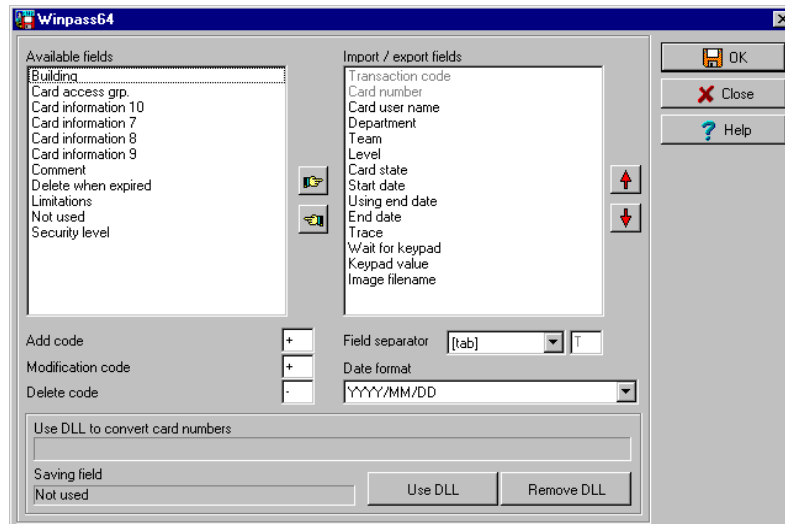 Winpass64
Available fields
Building
Card access grp.
Card information 10
Card information 7
Card information 8
Card information 9
Comment
Delete when expired
Limitations
Not used
Security level
Import / export fields
Transaction code
Card number
Card user name
Department
Team
Level
Card state
Start date
Using end date
End date
Trace
Wait for keypad
Keypad value
Image filename
OK
Close
? Help
Add code +
Modification code +
Delete code -
Field separator [tab] T
Date format
YYYY/MM/DD
Use DLL to convert card numbers
Saving field
Not used
Use DLL
Remove DLL